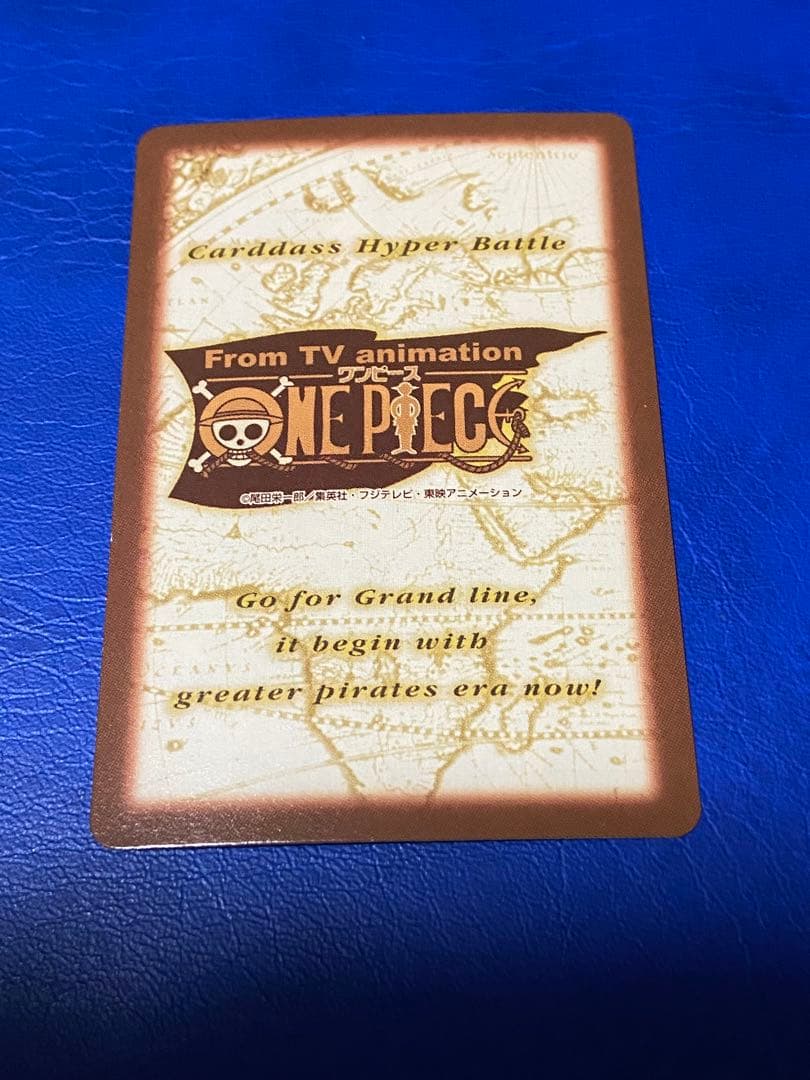 Septentrio
Carddass Hyper Battle
From TV animation
ワンピース
ONE PIECE
©尾田栄一郎／集英社・フジテレビ・東映アニメーション
Go for Grand line,
it begin with
greater pirates era now!